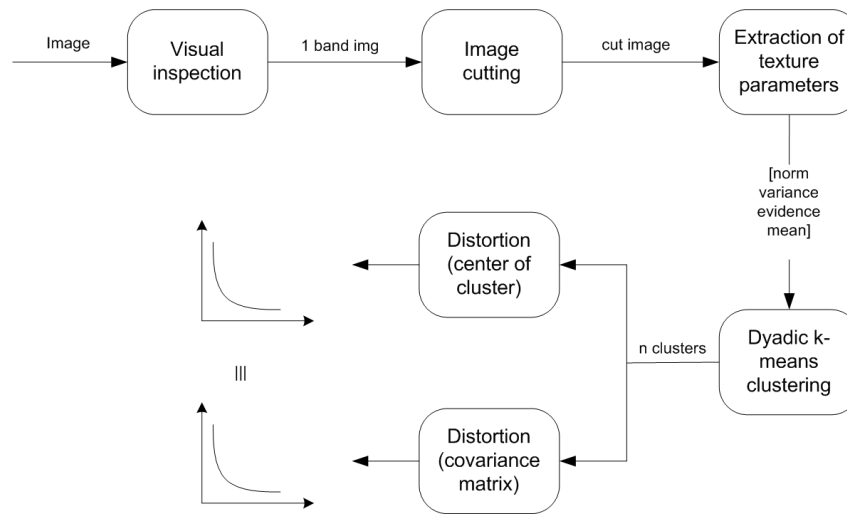 Image
Visual
inspection
1 band img
Image
cutting
cut image
Extraction of
texture
parameters
[norm
variance
evidence
mean]
Dyadic k-
means
clustering
n clusters
Distortion
(center of
cluster)
Distortion
(covariance
matrix)
|||